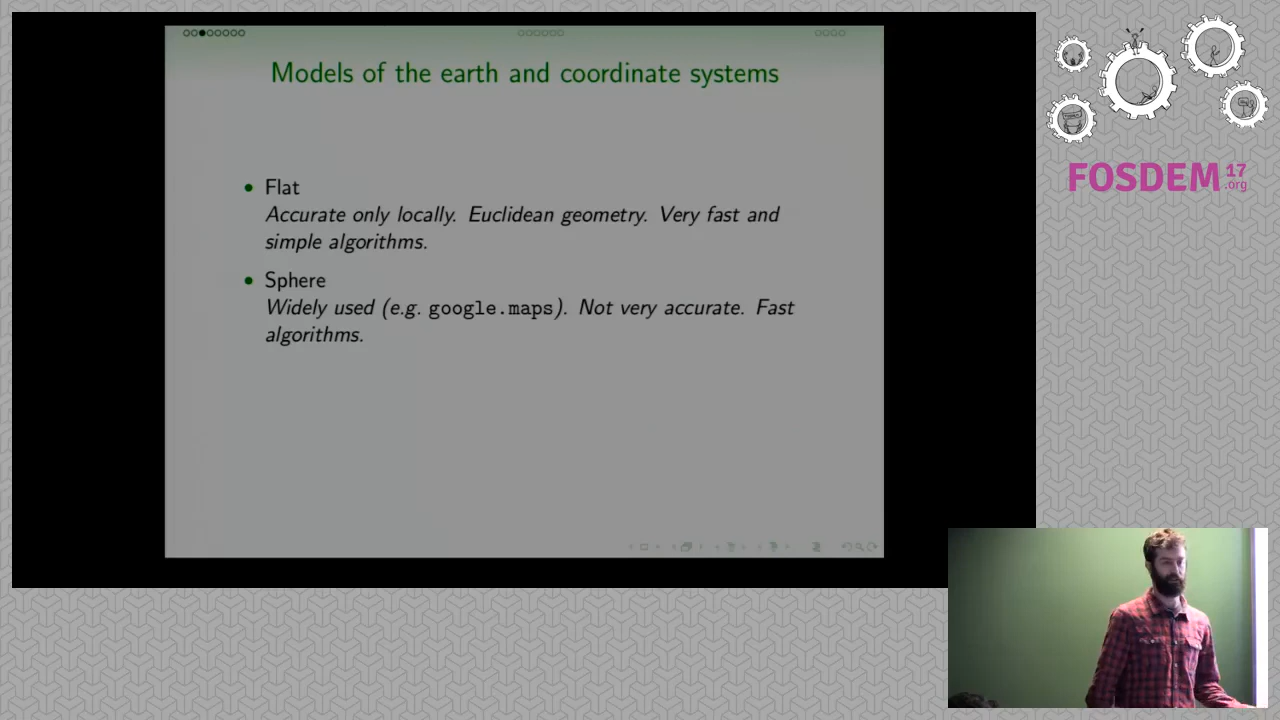 Models of the earth and coordinate systems
• Flat
Accurate only locally. Euclidean geometry. Very fast and
simple algorithms.
• Sphere
Widely used (e.g. google.maps). Not very accurate. Fast
algorithms.
FOSDEM 17
.org